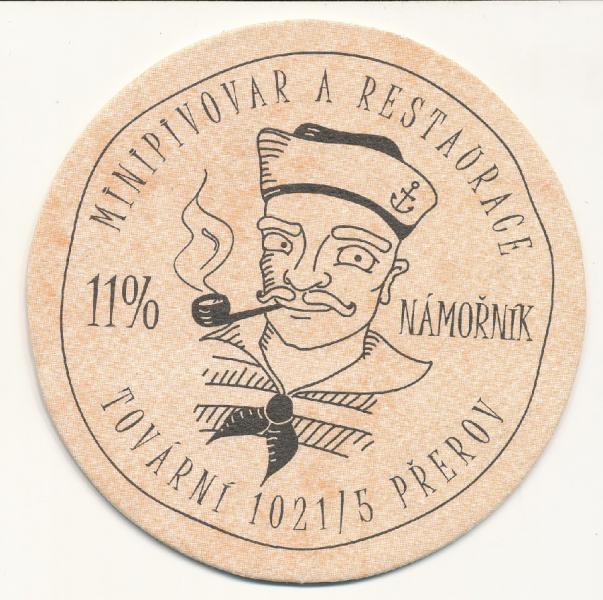 MINIPIVOVAR A RESTAURACE
11%
NÁMOŘNÍK
TOVÁRNÍ 1021/5 PŘEROV